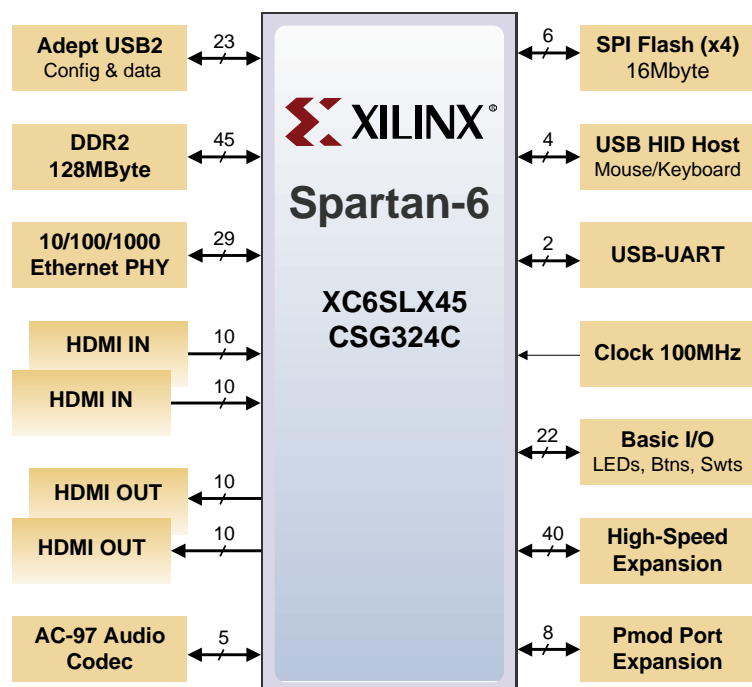 Adept USB2
Config & data
23
DDR2
128MByte
45
10/100/1000
Ethernet PHY
29
HDMI IN
10
HDMI IN
10
HDMI OUT
10
HDMI OUT
10
AC-97 Audio
Codec
5
XILINX®
Spartan-6
XC6SLX45
CSG324C
6
SPI Flash (x4)
16Mbyte
4
USB HID Host
Mouse/Keyboard
2
USB-UART
Clock 100MHz
22
Basic I/O
LEDs, Btns, Swts
40
High-Speed
Expansion
8
Pmod Port
Expansion